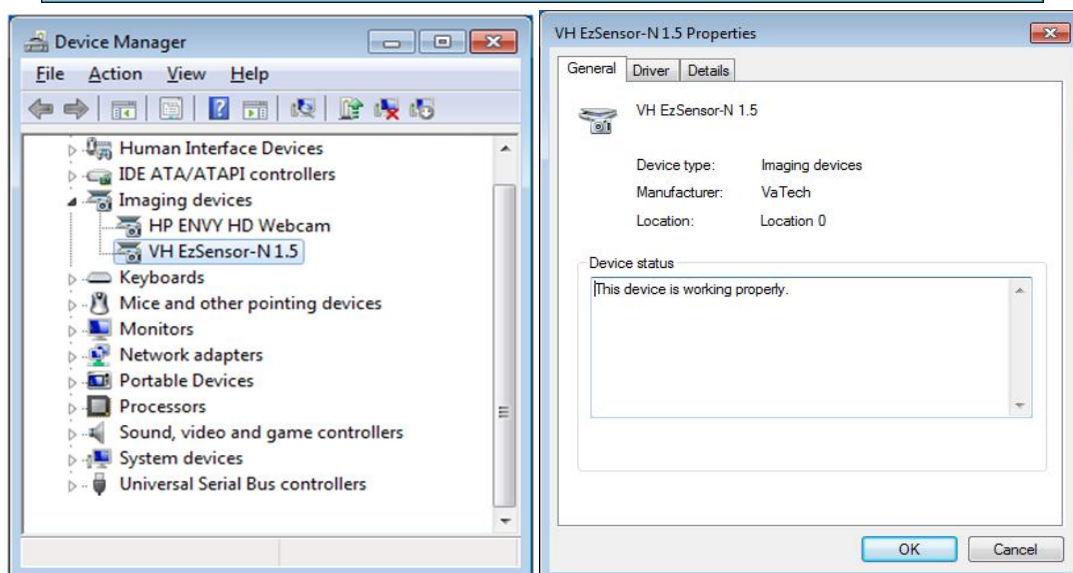 Device Manager
File Action View Help
Human Interface Devices
IDE ATA/ATAPI controllers
Imaging devices
HP ENVY HD Webcam
VH EzSensor-N 1.5
Keyboards
Mice and other pointing devices
Monitors
Network adapters
Portable Devices
Processors
Sound, video and game controllers
System devices
Universal Serial Bus controllers
VH EzSensor-N 1.5 Properties
General Driver Details
VH EzSensor-N 1.5
Device type: Imaging devices
Manufacturer: VaTech
Location: Location 0
Device status
This device is working properly.
OK Cancel